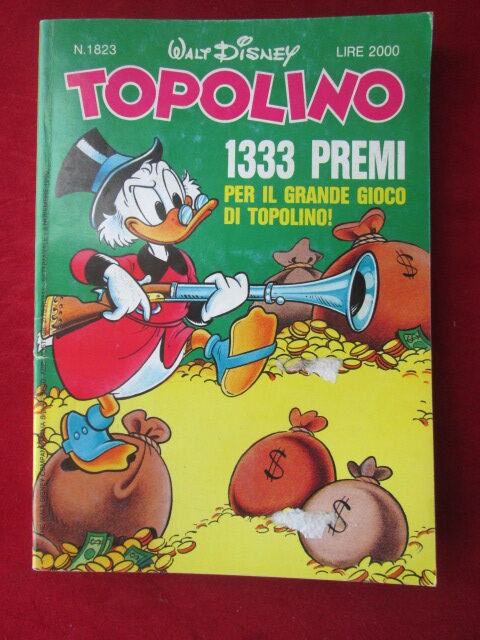 N.1823
WALT DISNEY
LIRE 2000
TOPOLINO
1333 PREMI
PER IL GRANDE GIOCO
DI TOPOLINO!
$
$
$